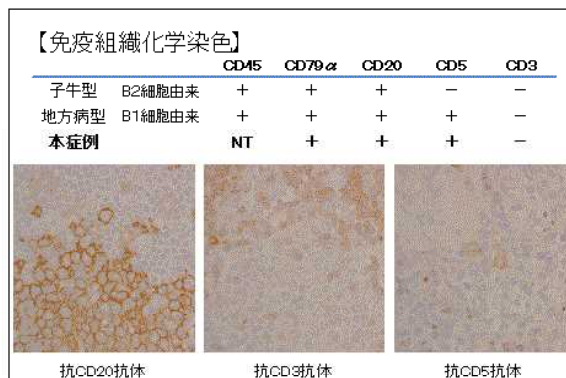 【免疫組織化学染色】
CD45 CD79α CD20 CD5 CD3
子牛型 B2細胞由来 + + + − −
地方病型 B1細胞由来 + + + + −
本症例 NT + + + −
抗CD20抗体 抗CD3抗体 抗CD5抗体